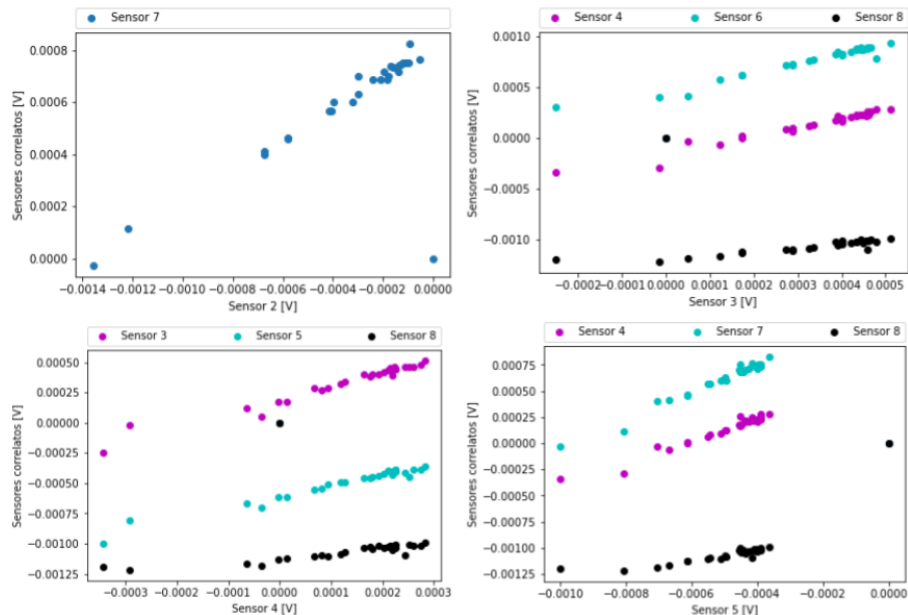 Sensor 7
Sensores correlatos [V]
0.0008
0.0006
0.0004
0.0002
0.0000
−0.0014 −0.0012 −0.0010 −0.0008 −0.0006 −0.0004 −0.0002 0.0000
Sensor 2 [V]
Sensor 4 Sensor 6 Sensor 8
Sensores correlatos [V]
0.0010
0.0005
0.0000
−0.0005
−0.0010
−0.0002 −0.0001 0.0000 0.0001 0.0002 0.0003 0.0004 0.0005
Sensor 3 [V]
Sensor 3 Sensor 5 Sensor 8
Sensores correlatos [V]
0.00050
0.00025
0.00000
−0.00025
−0.00050
−0.00075
−0.00100
−0.00125
−0.0003 −0.0002 −0.0001 0.0000 0.0001 0.0002 0.0003
Sensor 4 [V]
Sensor 4 Sensor 7 Sensor 8
Sensores correlatos [V]
0.00075
0.00050
0.00025
0.00000
−0.00025
−0.00050
−0.00075
−0.00100
−0.00125
−0.0010 −0.0008 −0.0006 −0.0004 −0.0002 0.0000
Sensor 5 [V]